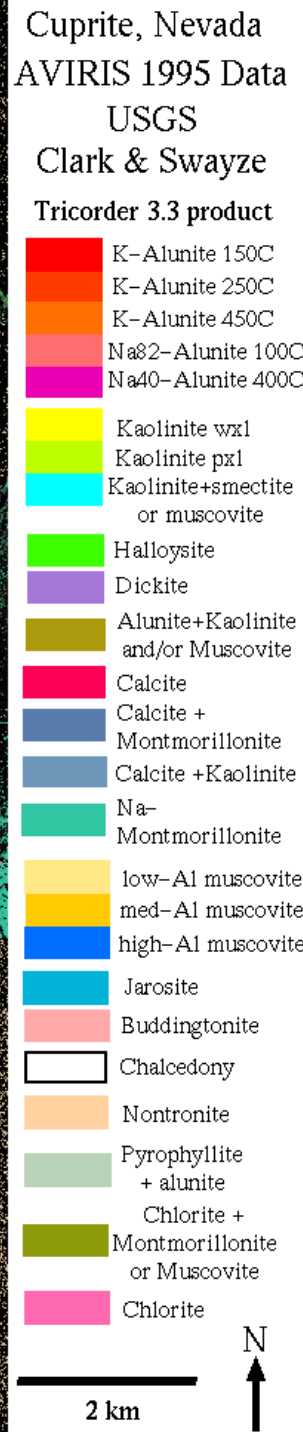 Cuprite, Nevada
AVIRIS 1995 Data
USGS
Clark & Swayze
Tricorder 3.3 product
K-Alunite 150C
K-Alunite 250C
K-Alunite 450C
Na82-Alunite 100C
Na40-Alunite 400C
Kaolinite wxl
Kaolinite pxl
Kaolinite+smectite
or muscovite
Halloysite
Dickite
Alunite+Kaolinite
and/or Muscovite
Calcite
Calcite +
Montmorillonite
Calcite +Kaolinite
Na-
Montmorillonite
low-Al muscovite
med-Al muscovite
high-Al muscovite
Jarosite
Buddingtonite
Chalcedony
Nontronite
Pyrophyllite
+ alunite
Chlorite +
Montmorillonite
or Muscovite
Chlorite
N
2 km